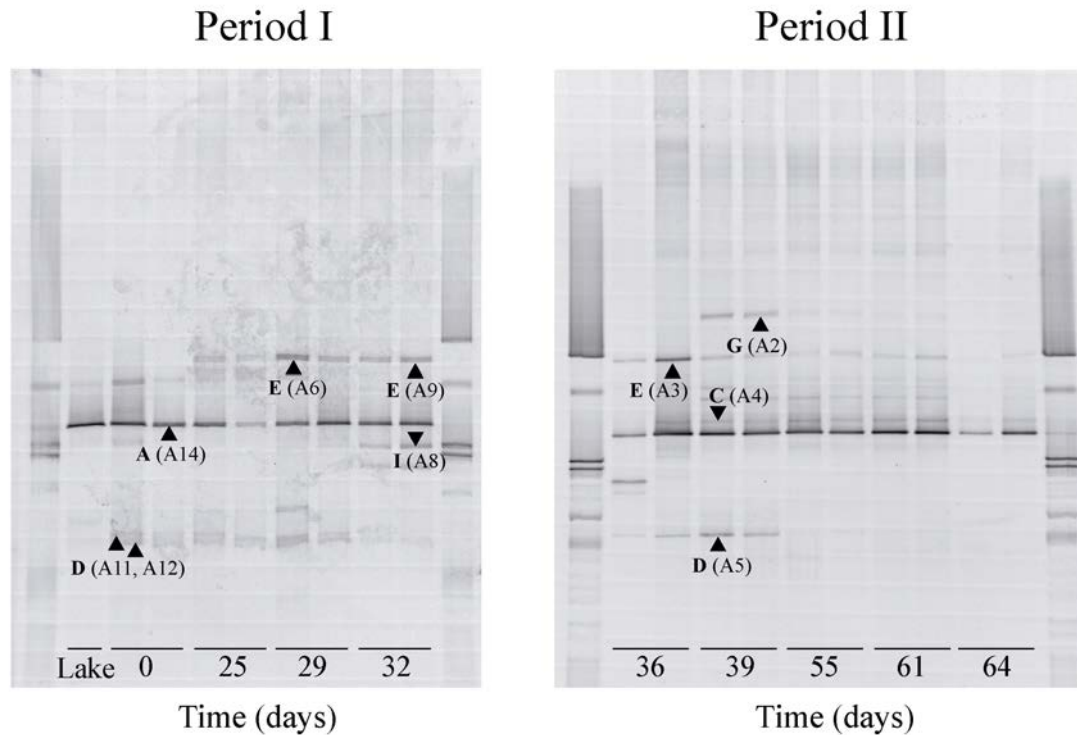 Period I
Period II
G (A2)
E (A6)
E (A9)
E (A3)
C (A4)
A (A14)
I (A8)
D (A11, A12)
D (A5)
Lake 0 25 29 32
36 39 55 61 64
Time (days)
Time (days)